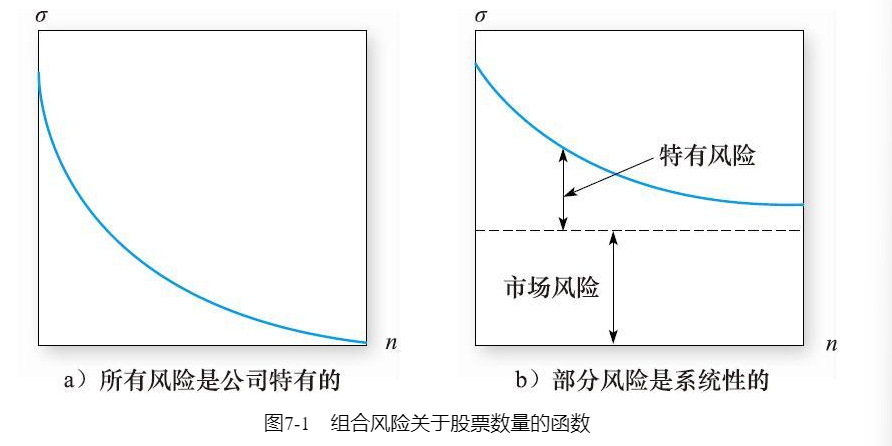 σ
σ
特有风险
市场风险
n
n
a）所有风险是公司特有的
b）部分风险是系统性的
图7-1 组合风险关于股票数量的函数